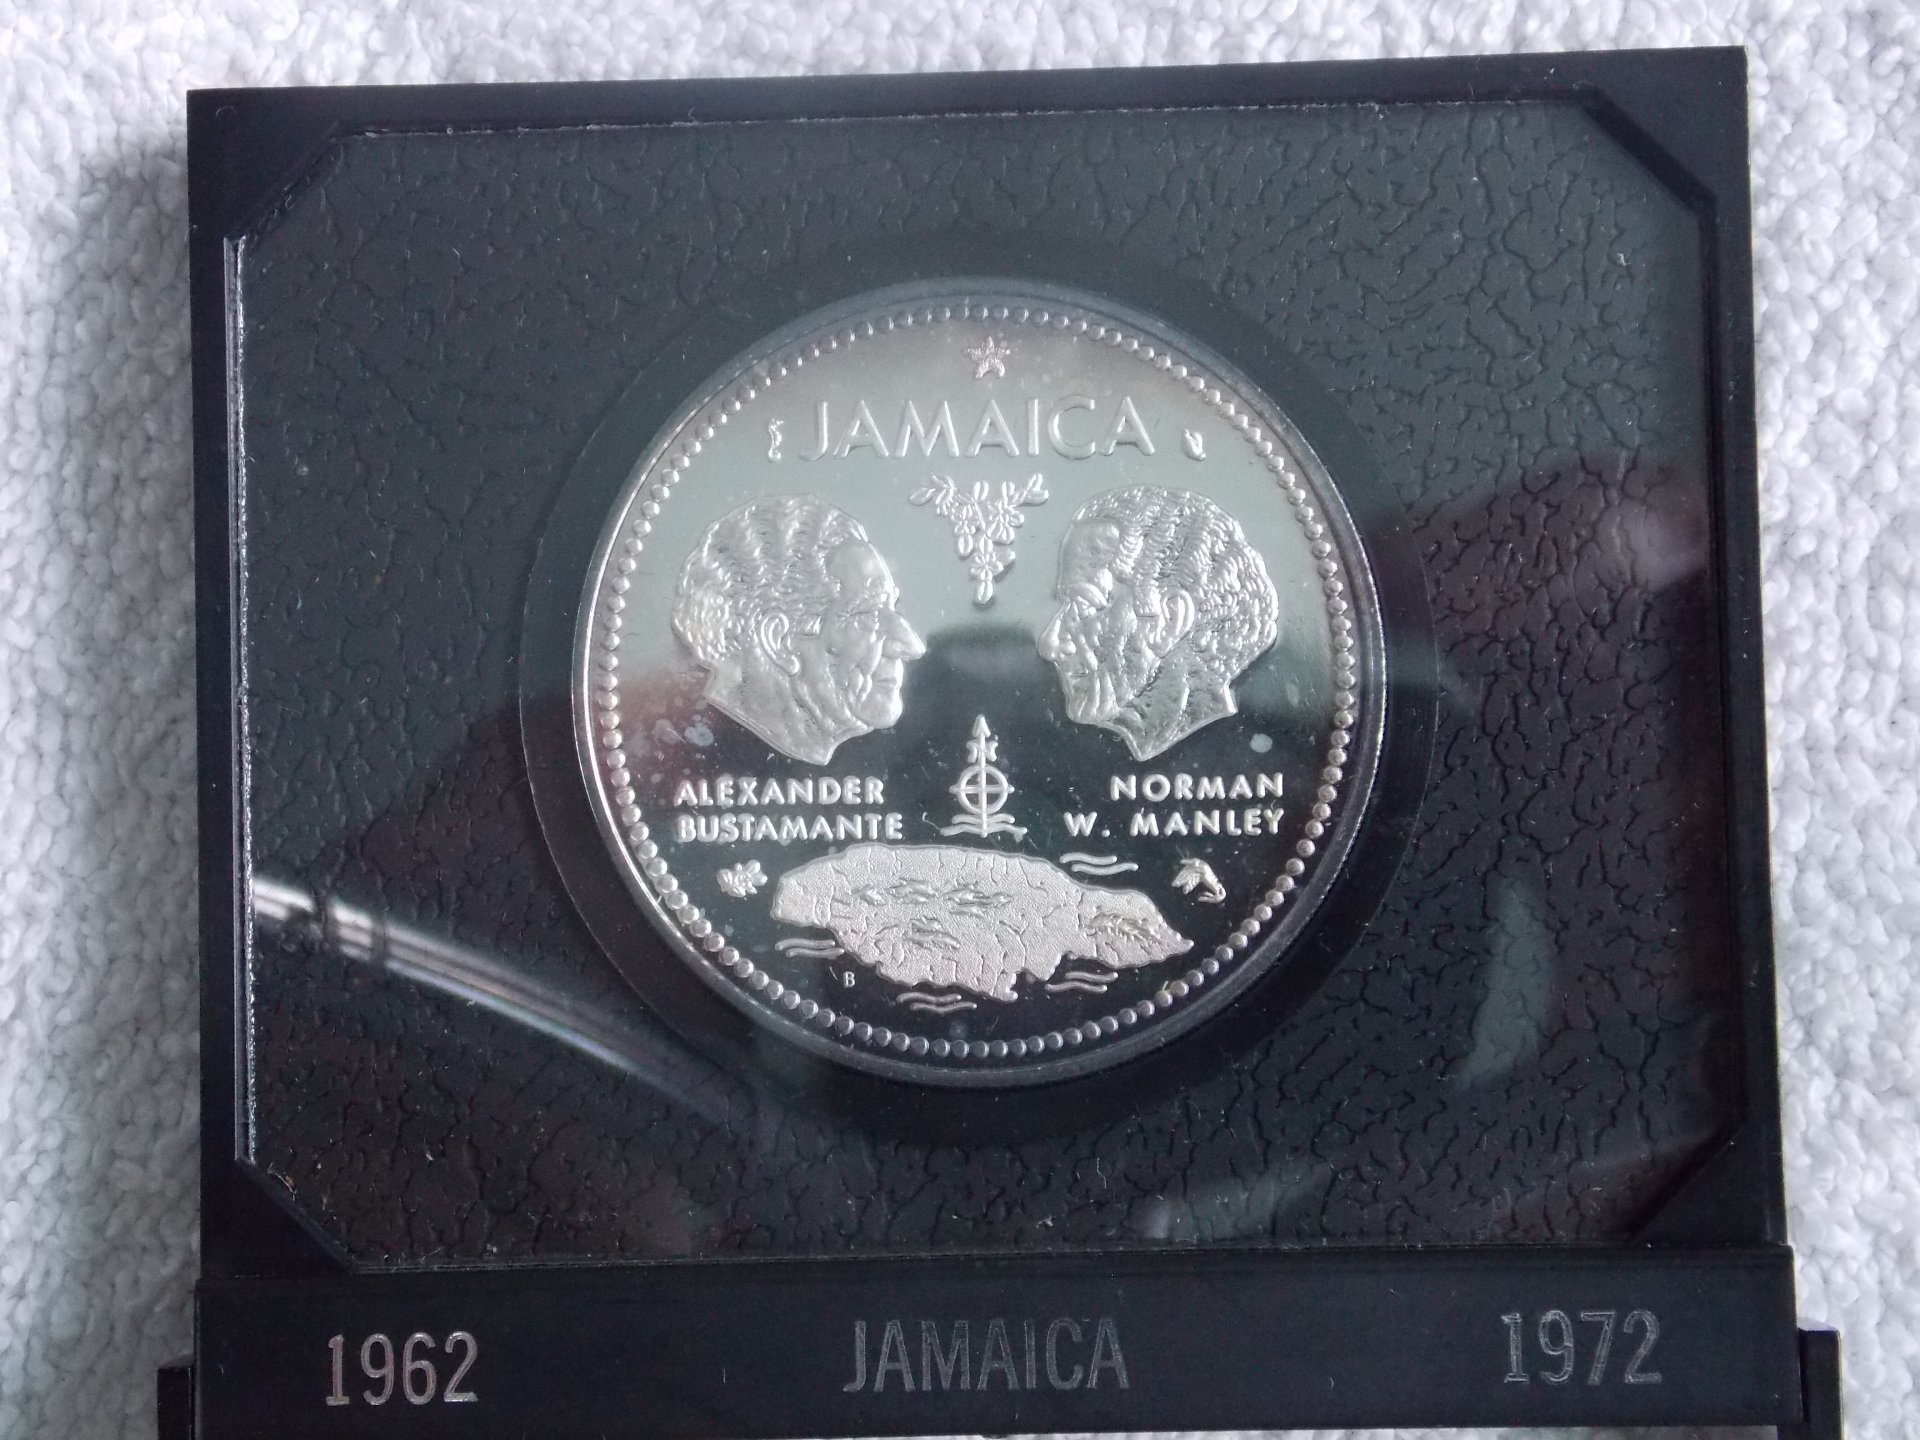 JAMAICA
ALEXANDER
BUSTAMANTE
NORMAN
W. MANLEY
B
1962 JAMAICA 1972